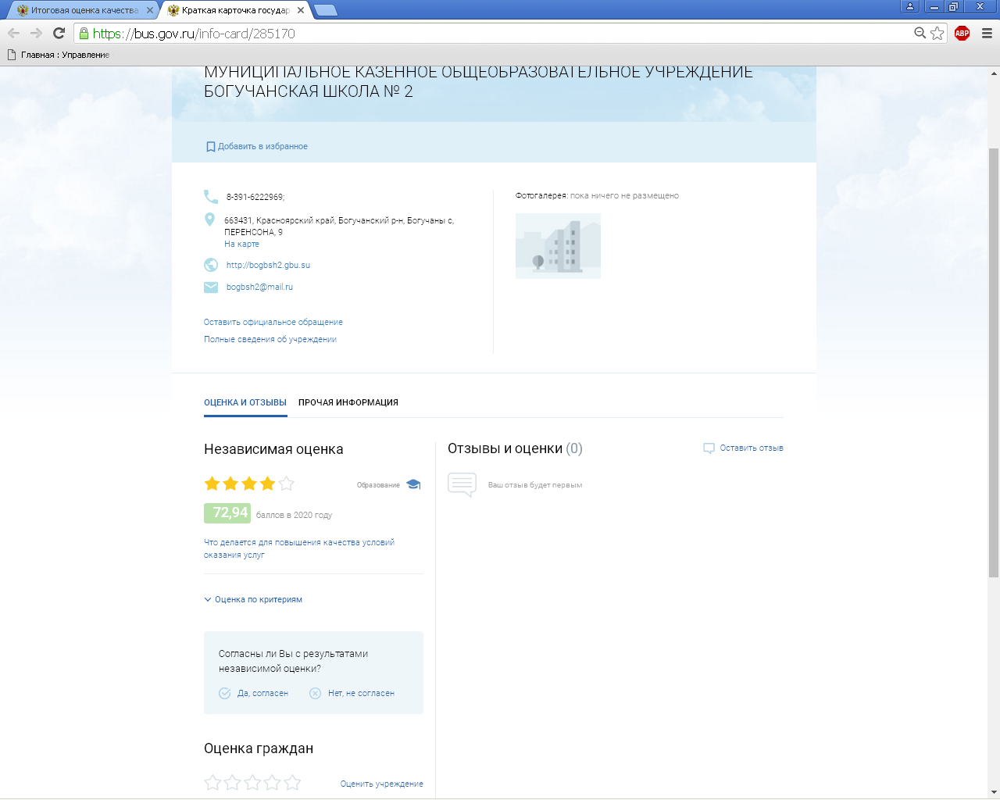 Итоговая оценка качества
Краткая карточка государ
https://bus.gov.ru/info-card/285170
ABP
Главная : Управление
МУНИЦИПАЛЬНОЕ КАЗЕННОЕ ОБЩЕОБРАЗОВАТЕЛЬНОЕ УЧРЕЖДЕНИЕ
БОГУЧАНСКАЯ ШКОЛА № 2
Добавить в избранное
8-391-6222969;
663431, Красноярский край, Богучанский р-н, Богучаны с,
ПЕРЕНСОНА, 9
На карте
http://bogbsh2.gbu.su
bogbsh2@mail.ru
Оставить официальное обращение
Полные сведения об учреждении
Фотогалерея: пока ничего не размещено
ОЦЕНКА И ОТЗЫВЫ ПРОЧАЯ ИНФОРМАЦИЯ
Независимая оценка
Образование
72,94 баллов в 2020 году
Что делается для повышения качества условий
оказания услуг
Оценка по критериям
Согласны ли Вы с результатами
независимой оценки?
Да, согласен Нет, не согласен
Оценка граждан
Оценить учреждение
Отзывы и оценки (0)
Оставить отзыв
Ваш отзыв будет первым